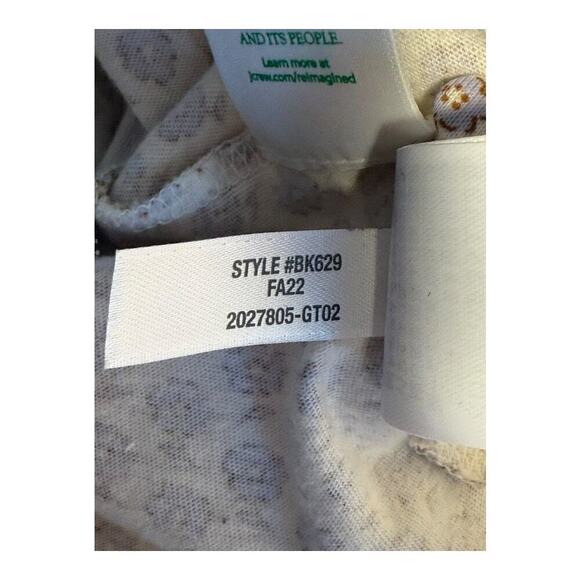 AND ITS PEOPLE.
Learn more at
jcrew.com/reimagined
STYLE #BK629
FA22
2027805-GT02